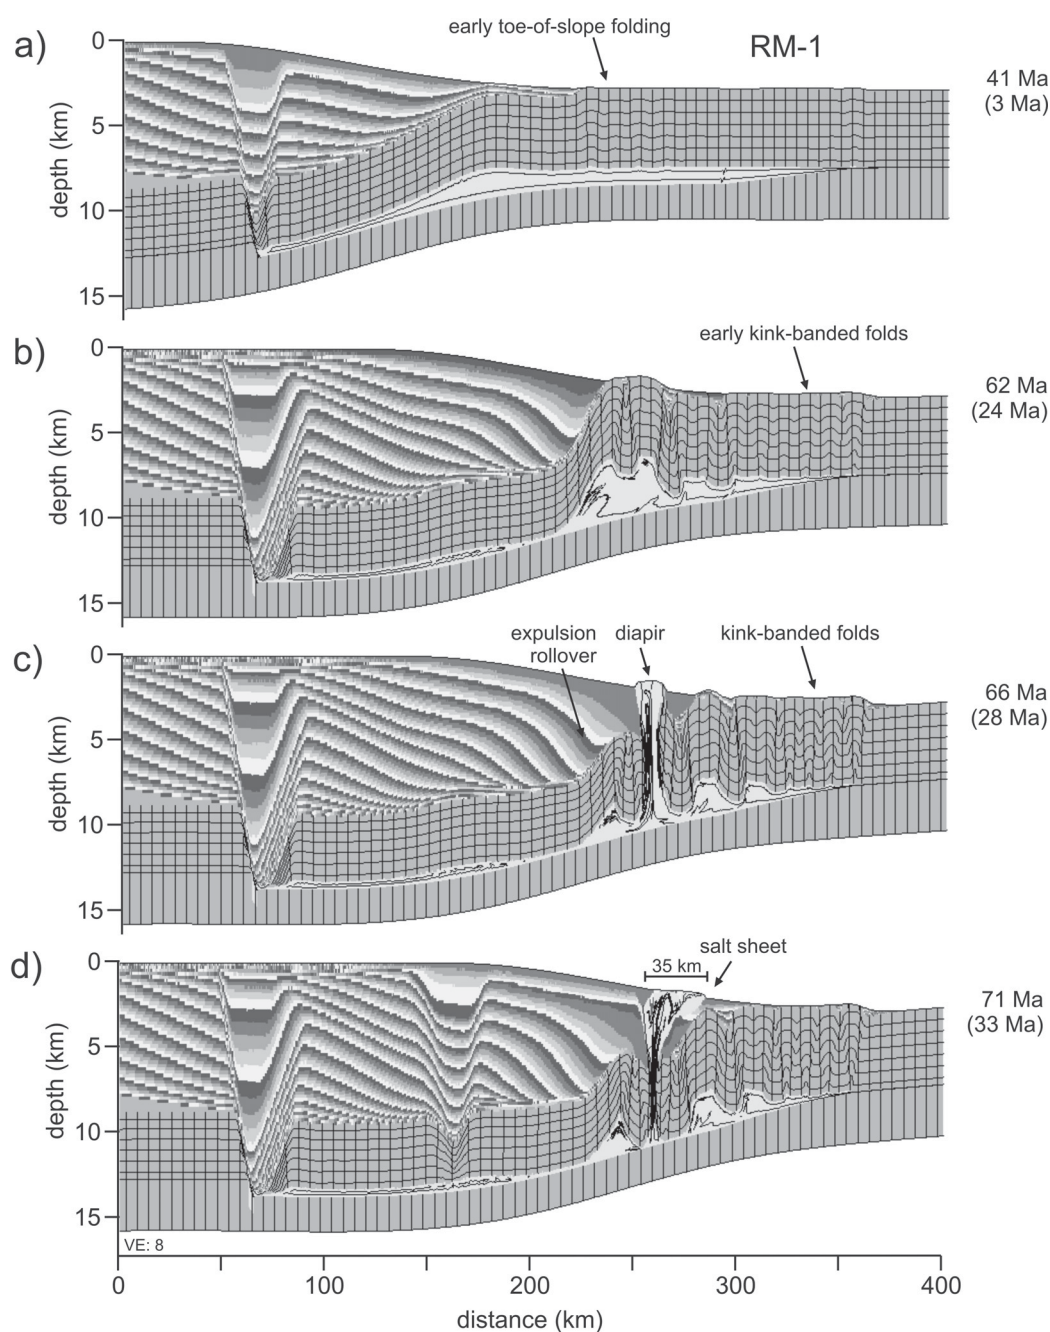 early toe-of-slope folding
RM-1
a)
0
5
10
15
depth (km)
41 Ma
(3 Ma)
early kink-banded folds
b)
0
5
10
15
depth (km)
62 Ma
(24 Ma)
expulsion
rollover
diapir
kink-banded folds
c)
0
5
10
15
depth (km)
66 Ma
(28 Ma)
salt sheet
35 km
d)
0
5
10
15
depth (km)
71 Ma
(33 Ma)
VE: 8
0
100
200
300
400
distance (km)